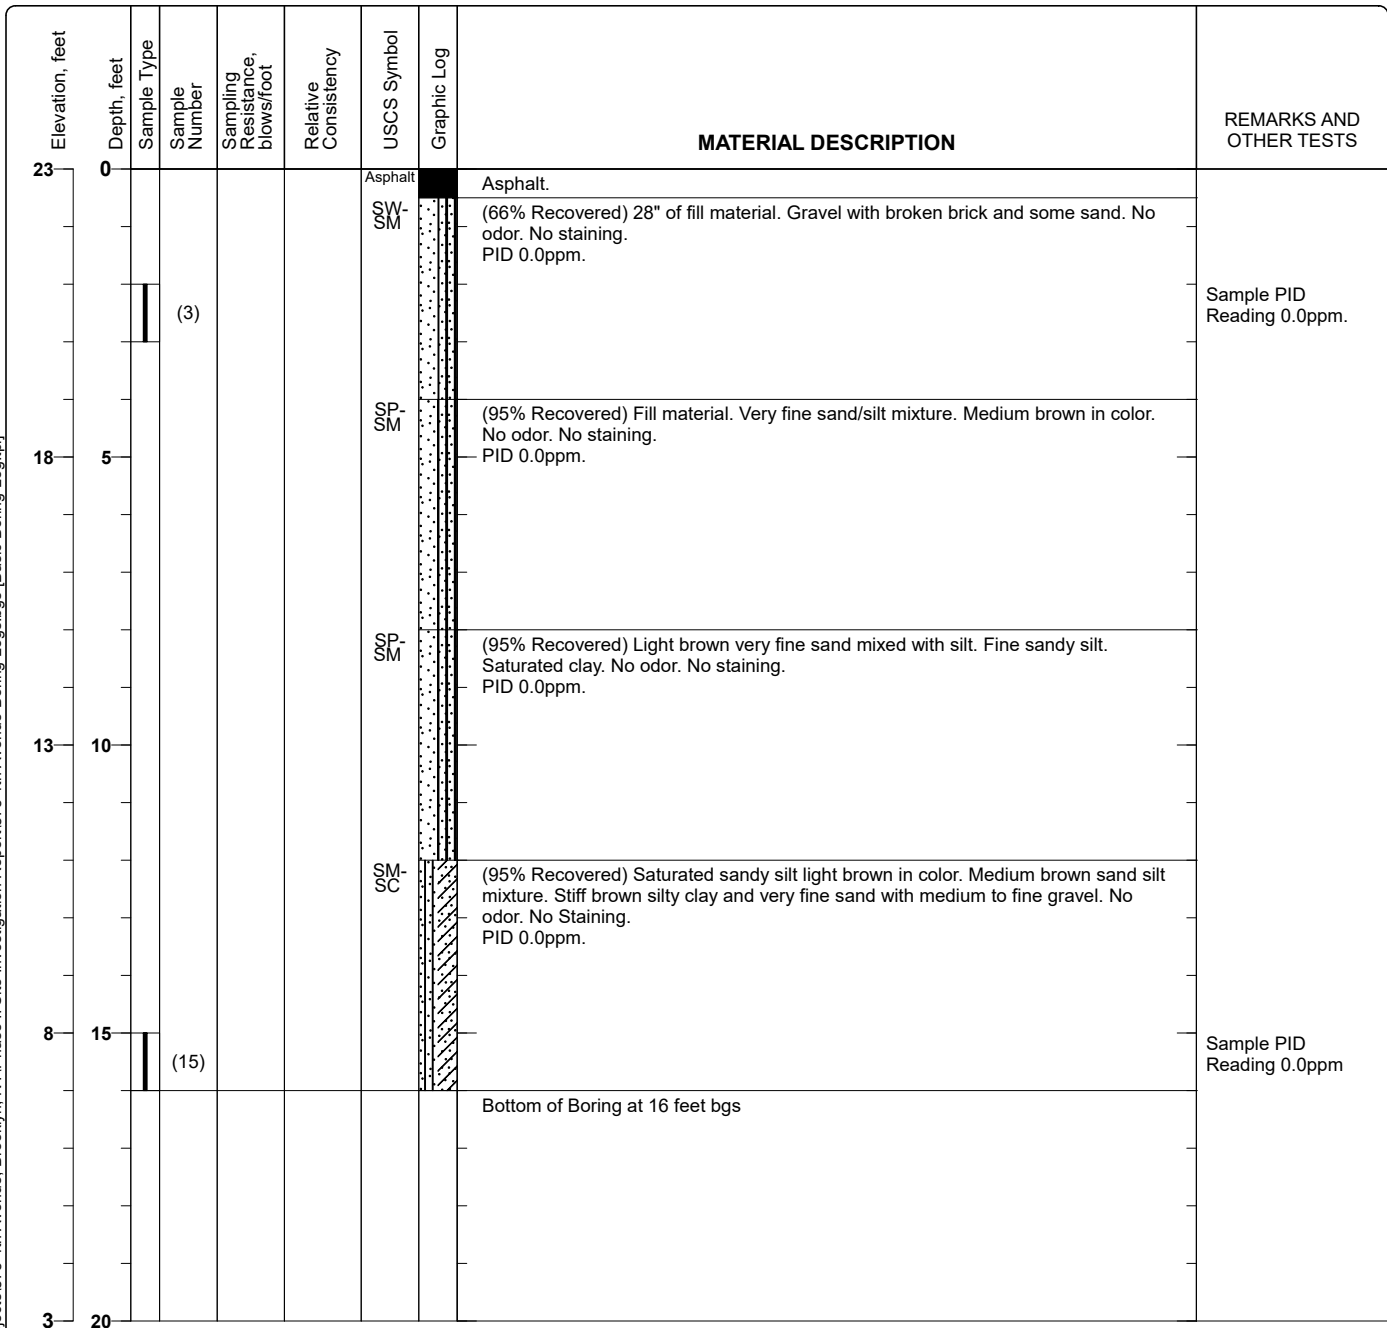 Elevation, feet
Depth, feet
Sample Type
Sample
Number
Sampling
Resistance,
blows/foot
Relative
Consistency
USCS Symbol
Graphic Log
MATERIAL DESCRIPTION
REMARKS AND
OTHER TESTS
23 0
Asphalt
Asphalt.
SW-
SM
(66% Recovered) 28" of fill material. Gravel with broken brick and some sand. No
odor. No staining.
PID 0.0ppm.
(3)
Sample PID
Reading 0.0ppm.
SP-
SM
(95% Recovered) Fill material. Very fine sand/silt mixture. Medium brown in color.
No odor. No staining.
PID 0.0ppm.
18 5
SP-
SM
(95% Recovered) Light brown very fine sand mixed with silt. Fine sandy silt.
Saturated clay. No odor. No staining.
PID 0.0ppm.
13 10
SM-
SC
(95% Recovered) Saturated sandy silt light brown in color. Medium brown sand silt
mixture. Stiff brown silty clay and very fine sand with medium to fine gravel. No
odor. No Staining.
PID 0.0ppm.
8 15
(15)
Sample PID
Reading 0.0ppm
Bottom of Boring at 16 feet bgs
3 20